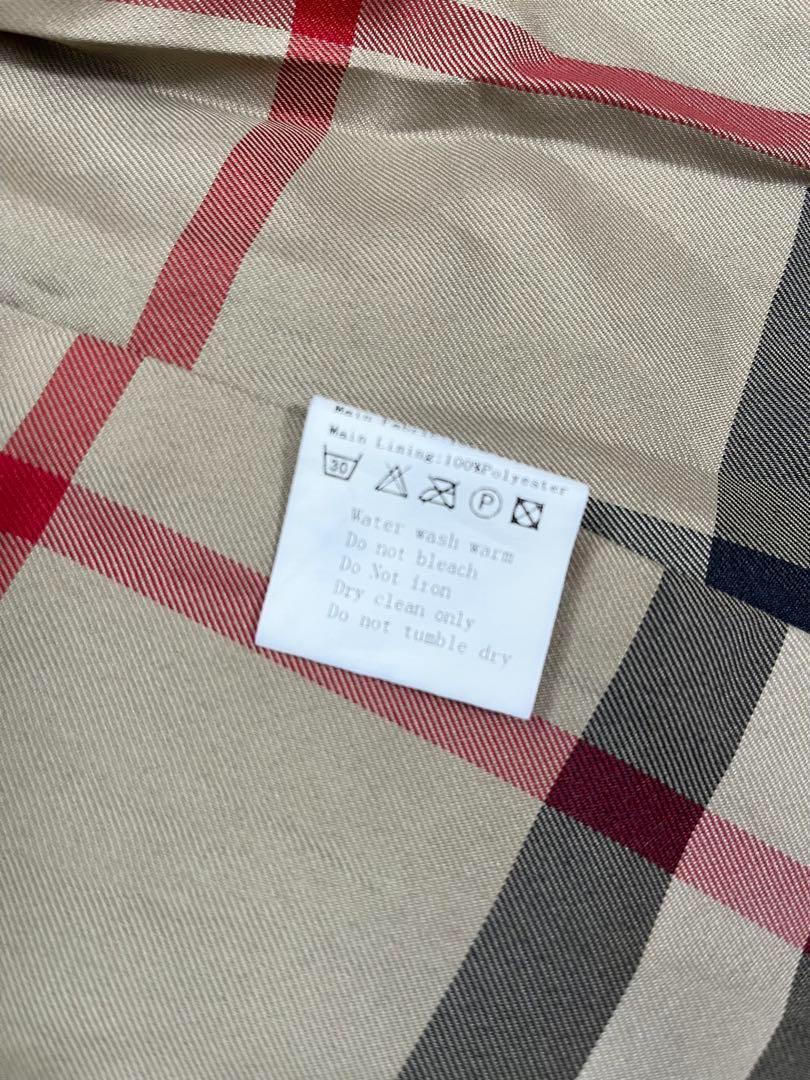 Main
Main Lining:100%Polyester
30
P
Water wash warm
Do not bleach
Do Not iron
Dry clean only
Do not tumble dry